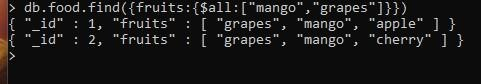 > db.food.find({fruits:{$all:["mango","grapes"]}})
{ "_id" : 1, "fruits" : [ "grapes", "mango", "apple" ] }
{ "_id" : 2, "fruits" : [ "grapes", "mango", "cherry" ] }
>